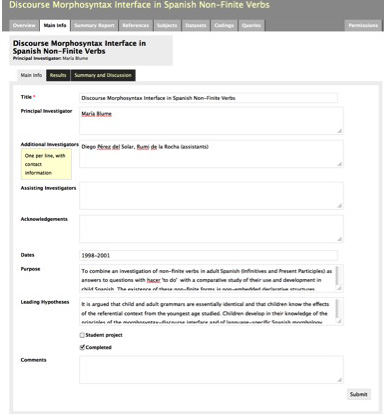 Discourse Morphosyntax Interface in Spanish Non-Finite Verbs
Overview Main Info Summary Report References Subjects Datasets Codings Queries Permissions
Discourse Morphosyntax Interface in
Spanish Non-Finite Verbs
Principal Investigator: María Blume
Main Info Results Summary and Discussion
Title * Discourse Morphosyntax Interface in Spanish Non-Finite Verbs
Principal Investigator María Blume
Additional Investigators Diego Pérez del Solar, Rumi de la Rocha (assistants)
One per line, with
contact
information
Assisting Investigators
Acknowledgements
Dates 1998-2001
Purpose To combine an investigation of non-finite verbs in adult Spanish (Infinitives and Present Participles) as
answers to questions with hacer 'to do' with a comparative study of their use and development in
child Spanish. The existence of these non-finite forms in non-embedded declarative structures
Leading Hypotheses It is argued that child and adult grammars are essentially identical and that children know the effects
of the referential context from the youngest age studied. Children develop in their knowledge of the
principles of the morphosyntax-discourse interface and of language-specific Spanish morphology
Student project
Completed
Comments
Submit